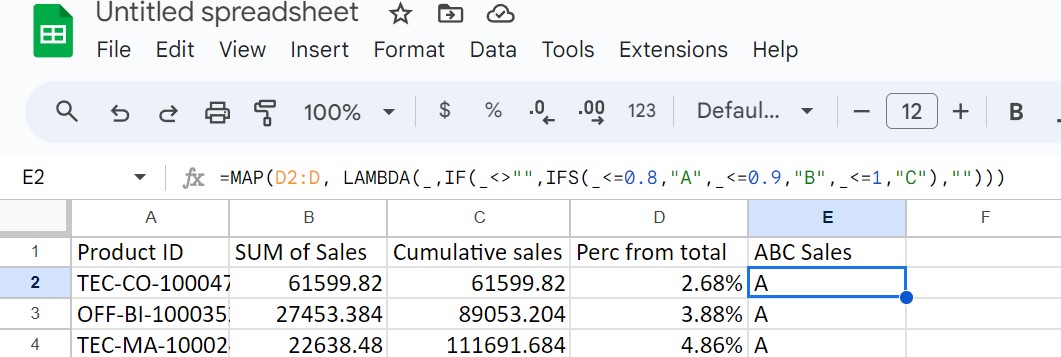 Untitled spreadsheet
File Edit View Insert Format Data Tools Extensions Help
100% $ % .0 .00 123 Defaul... − 12 + B
E2 fx =MAP(D2:D, LAMBDA(_,IF(_<>"",IFS(_<=0.8,"A",_<=0.9,"B",_<=1,"C"),"")))
A B C D E F
1 Product ID SUM of Sales Cumulative sales Perc from total ABC Sales
2 TEC-CO-100047 61599.82 61599.82 2.68% A
3 OFF-BI-1000035 27453.384 89053.204 3.88% A
4 TEC-MA-10002 22638.48 111691.684 4.86% A